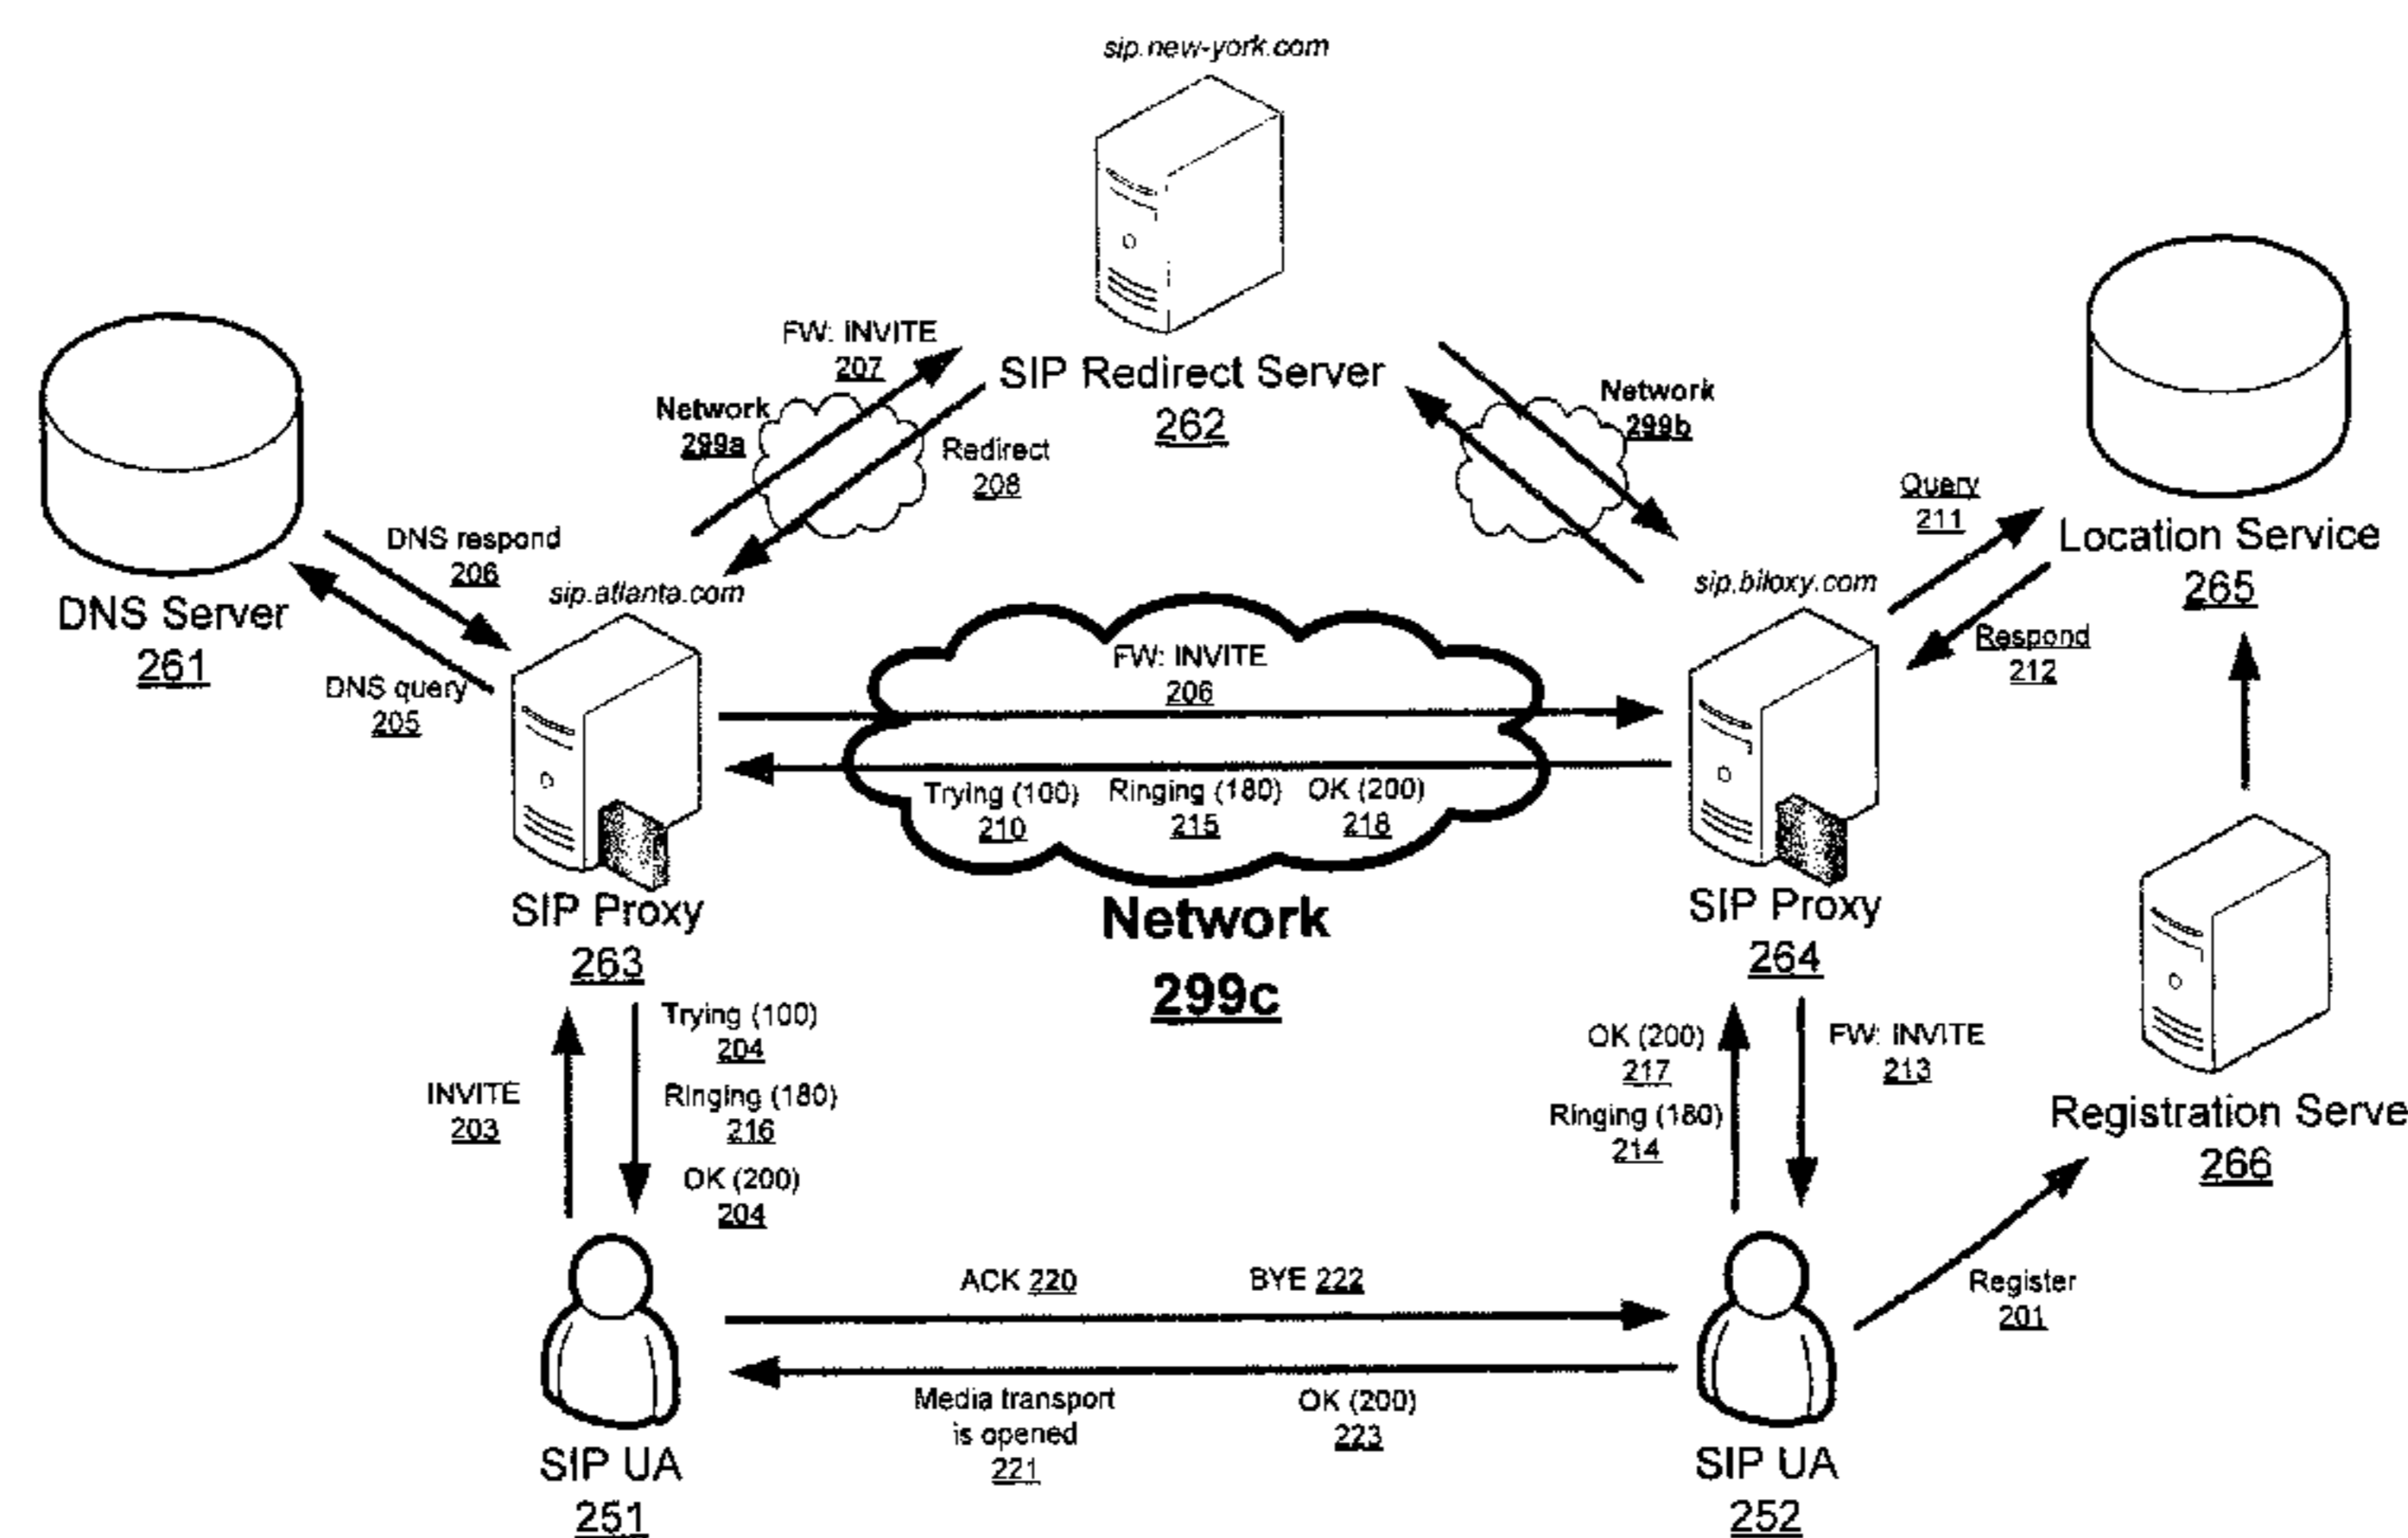 sip.new-york.com
SIP Redirect Server
262
FW: INVITE
207
Network
299a
Redirect
208
Network
299b
DNS Server
261
DNS respond
206
DNS query
205
sip.atlanta.com
SIP Proxy
263
FW: INVITE
206
Trying (100) Ringing (180) OK (200)
210 215 218
Network
299c
sip.biloxy.com
SIP Proxy
264
Query
211
Respond
212
Location Service
265
Registration Serve
266
INVITE
203
Trying (100)
204
Ringing (180)
216
OK (200)
204
OK (200)
217
Ringing (180)
214
FW: INVITE
213
Register
201
ACK 220 BYE 222
Media transport
is opened
221
OK (200)
223
SIP UA
251
SIP UA
252